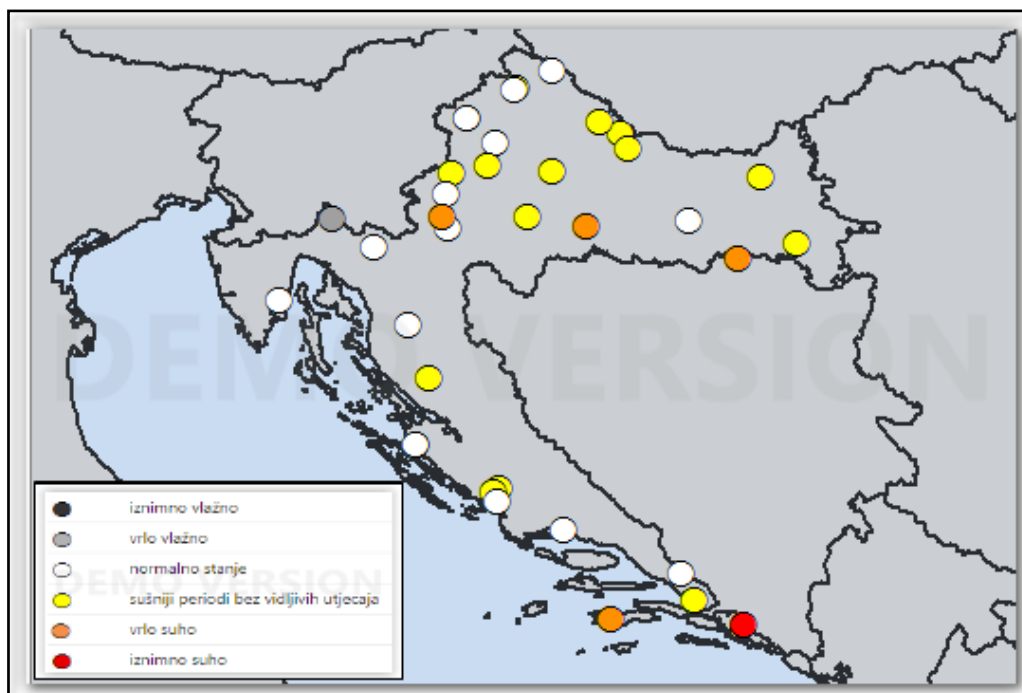 DEMO VERSION
iznimno vlažno
vrlo vlažno
normalno stanje
DEMO VERSION
sušniji periodi bez vidljivih utjecaja
vrlo suho
iznimno suho